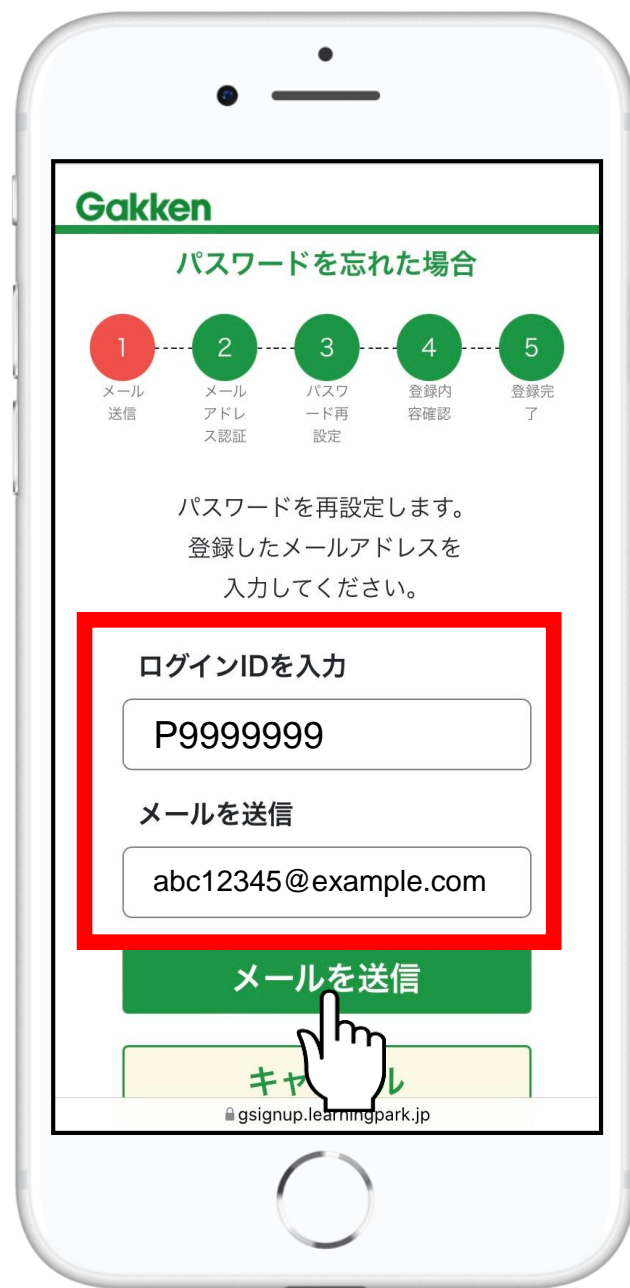 Gakken
パスワードを忘れた場合
1 2 3 4 5
メール送信
メールアドレス認証
パスワード再設定
登録内容確認
登録完了
パスワードを再設定します。
登録したメールアドレスを
入力してください。
ログインIDを入力
P9999999
メールを送信
abc12345@example.com
メールを送信
gsignup.learningpark.jp